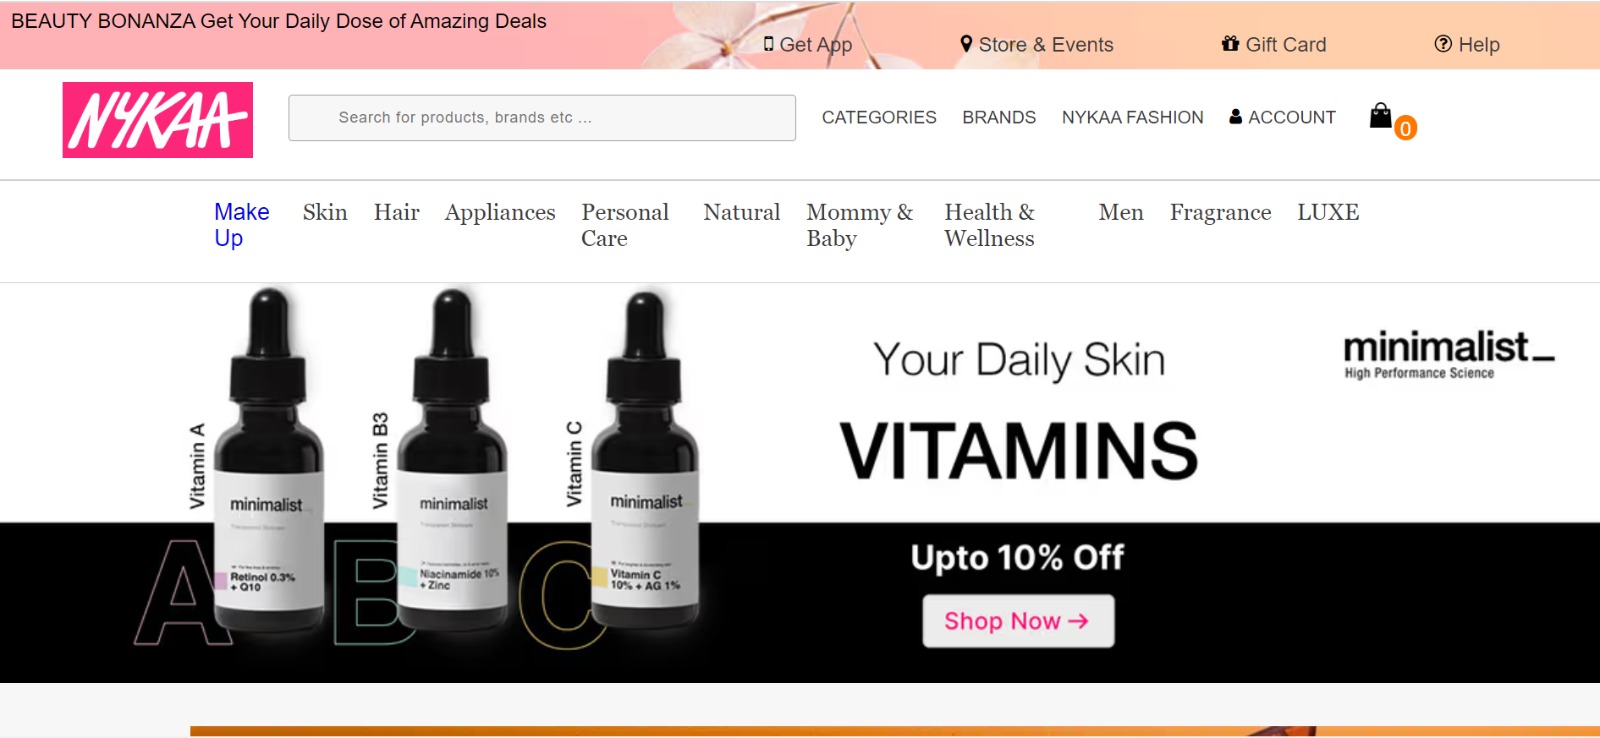 BEAUTY BONANZA Get Your Daily Dose of Amazing Deals
Get App
Store & Events
Gift Card
Help
NYKAA
Search for products, brands etc ...
CATEGORIES
BRANDS
NYKAA FASHION
ACCOUNT
0
Make
Up
Skin
Hair
Appliances
Personal
Care
Natural
Mommy &
Baby
Health &
Wellness
Men
Fragrance
LUXE
Vitamin A
minimalist
Retinol 0.3%
+ Q10
Vitamin B3
minimalist
Niacinamide 10%
+ Zinc
Vitamin C
minimalist
Vitamin C
10% + AG 1%
A
B
C
Your Daily Skin
VITAMINS
Upto 10% Off
Shop Now →
minimalist_
High Performance Science